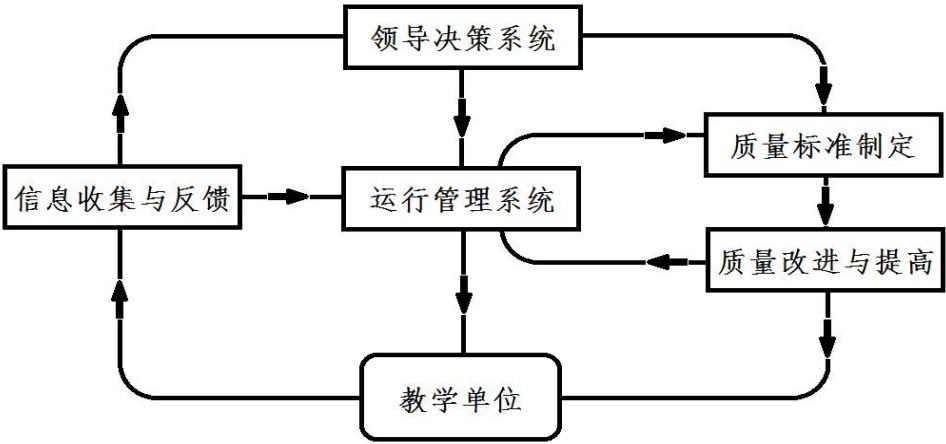 领导决策系统
质量标准制定
信息收集与反馈
运行管理系统
质量改进与提高
教学单位